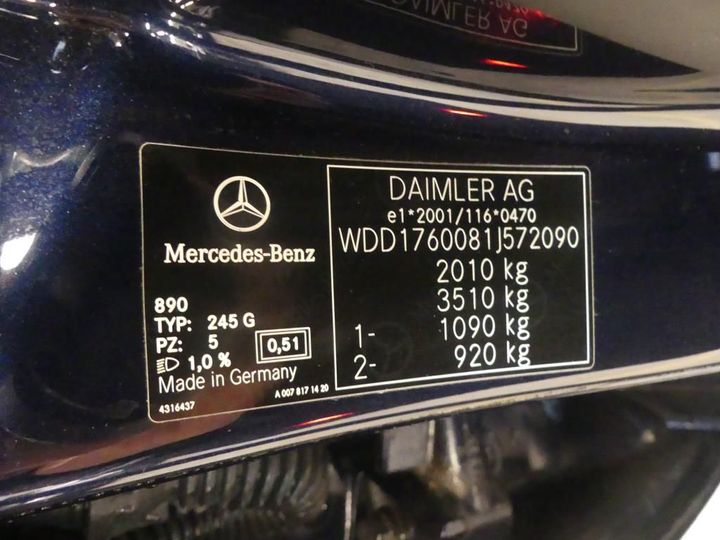 Mercedes-Benz
890
TYP: 245 G
PZ: 5
1,0 %
0,51
Made in Germany
4316437
A 007 817 14 20
DAIMLER AG
e1*2001/116*0470
WDD1760081J572090
2010 kg
3510 kg
1- 1090 kg
2- 920 kg
DAIMLER AG